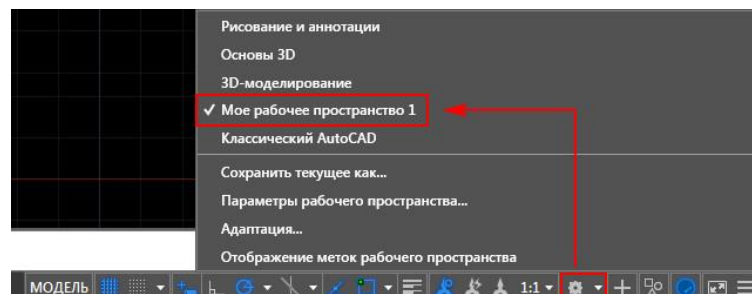 Рисование и аннотации
Основы 3D
3D-моделирование
✓ Мое рабочее пространство 1
Классический AutoCAD
Сохранить текущее как...
Параметры рабочего пространства...
Адаптация...
Отображение меток рабочего пространства
МОДЕЛЬ 1:1